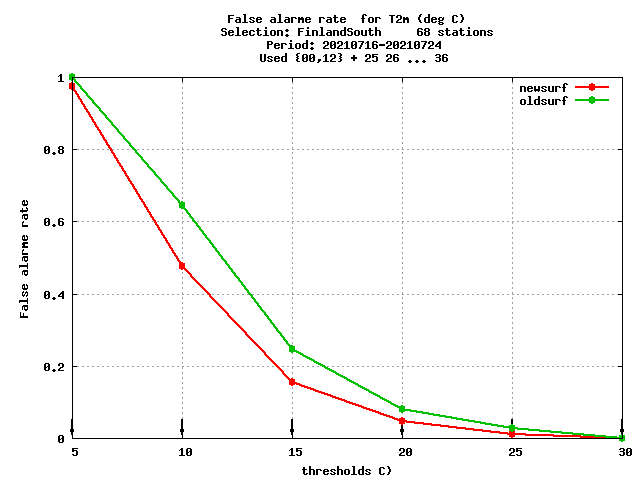 False alarme rate  for T2m (deg C)
Selection: FinlandSouth     68 stations
Period: 20210716-20210724
Used {00,12} + 25 26 ... 36
newsurf
oldsurf
1
0.8
0.6
0.4
0.2
0
False alarme rate
5 10 15 20 25 30
thresholds C)